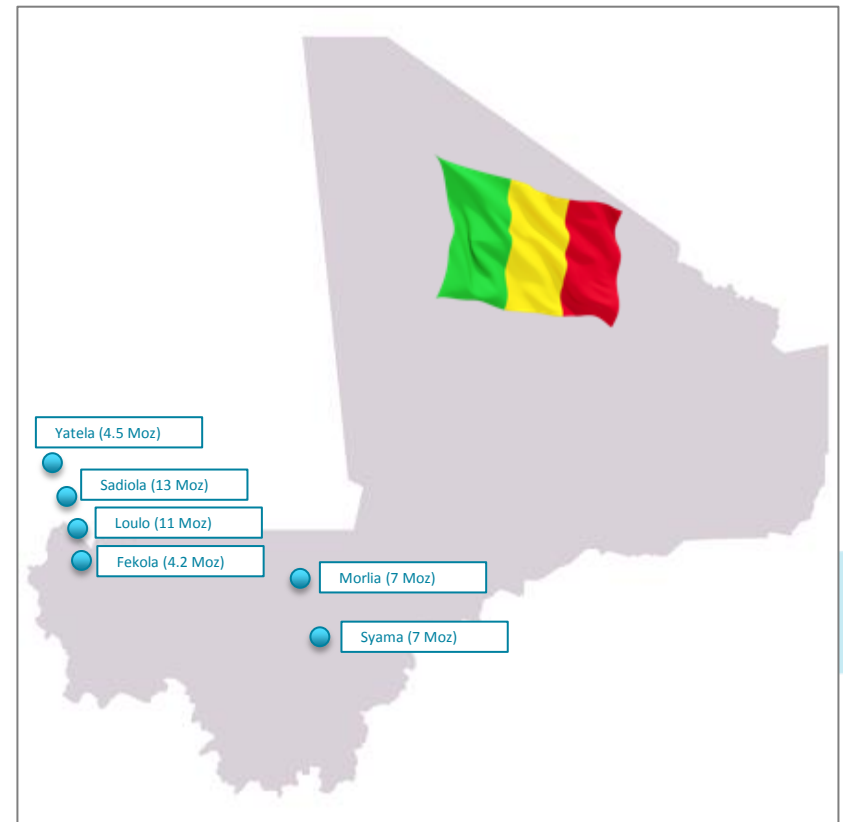 Yatela (4.5 Moz)
Sadiola (13 Moz)
Loulo (11 Moz)
Fekola (4.2 Moz)
Morlia (7 Moz)
Syama (7 Moz)